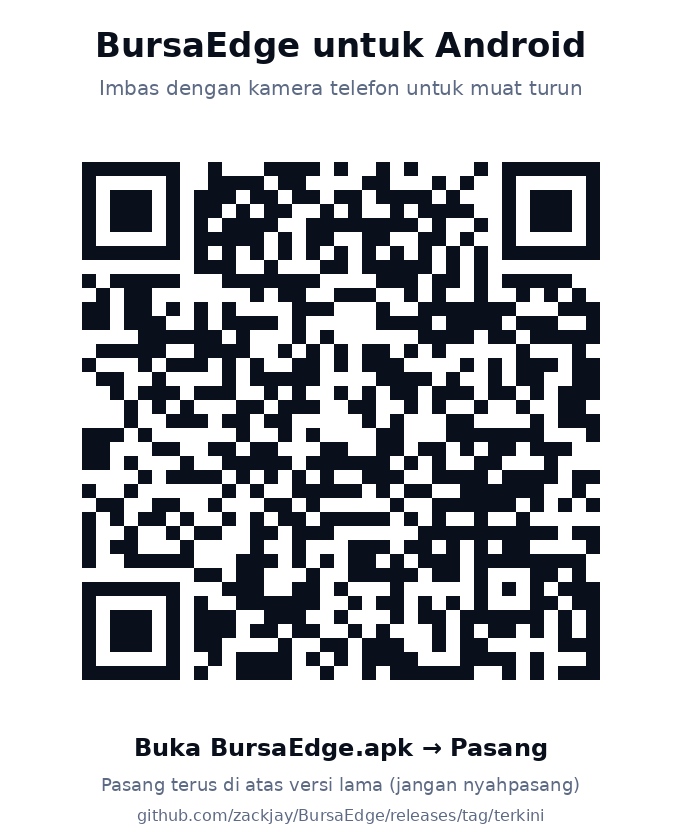 BursaEdge untuk Android
Imbas dengan kamera telefon untuk muat turun
Buka BursaEdge.apk → Pasang
Pasang terus di atas versi lama (jangan nyahpasang)
github.com/zackjay/BursaEdge/releases/tag/terkini